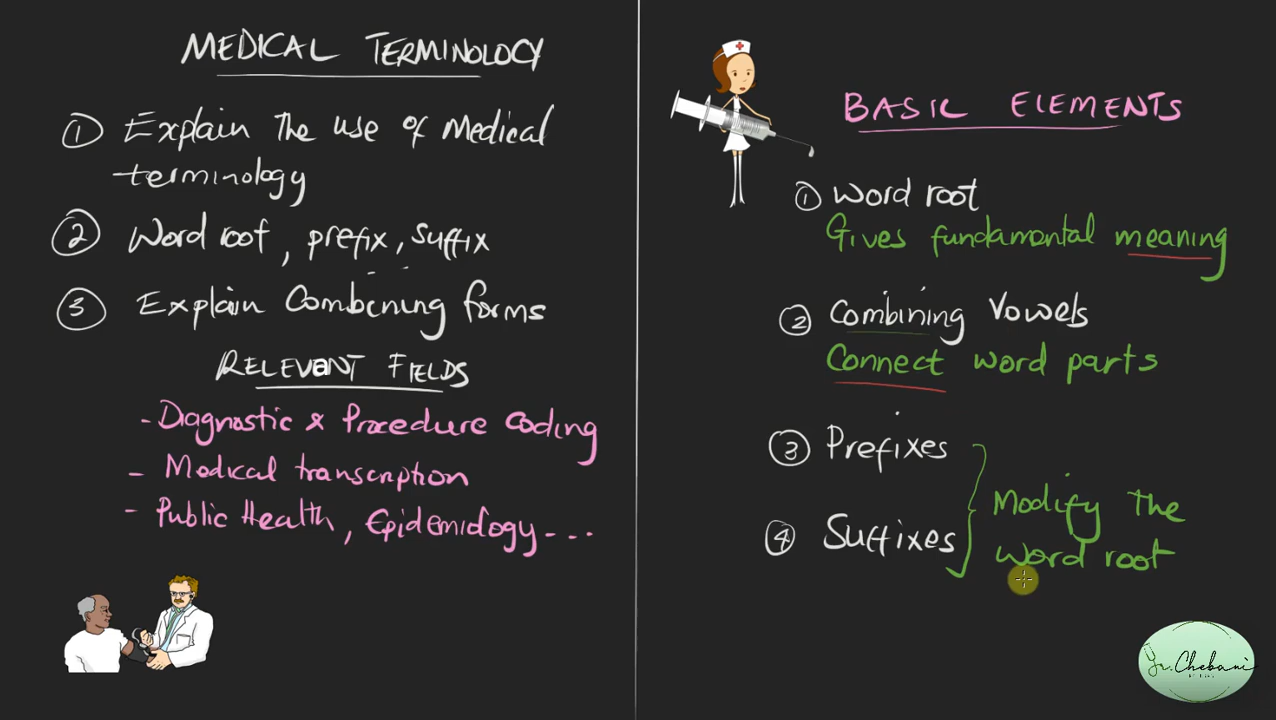 MEDICAL TERMINOLOGY
① Explain the use of Medical
terminology
② Word root, prefix, suffix
③ Explain Combining forms
RELEVANT FIELDS
- Diagnostic & Procedure Coding
- Medical transcription
- Public Health, Epidemiology - - -
BASIC ELEMENTS
① Word root
Gives fundamental meaning
② Combining Vowels
Connect word parts
③ Prefixes
④ Suffixes
Modify The
word root
Dr. Chebani